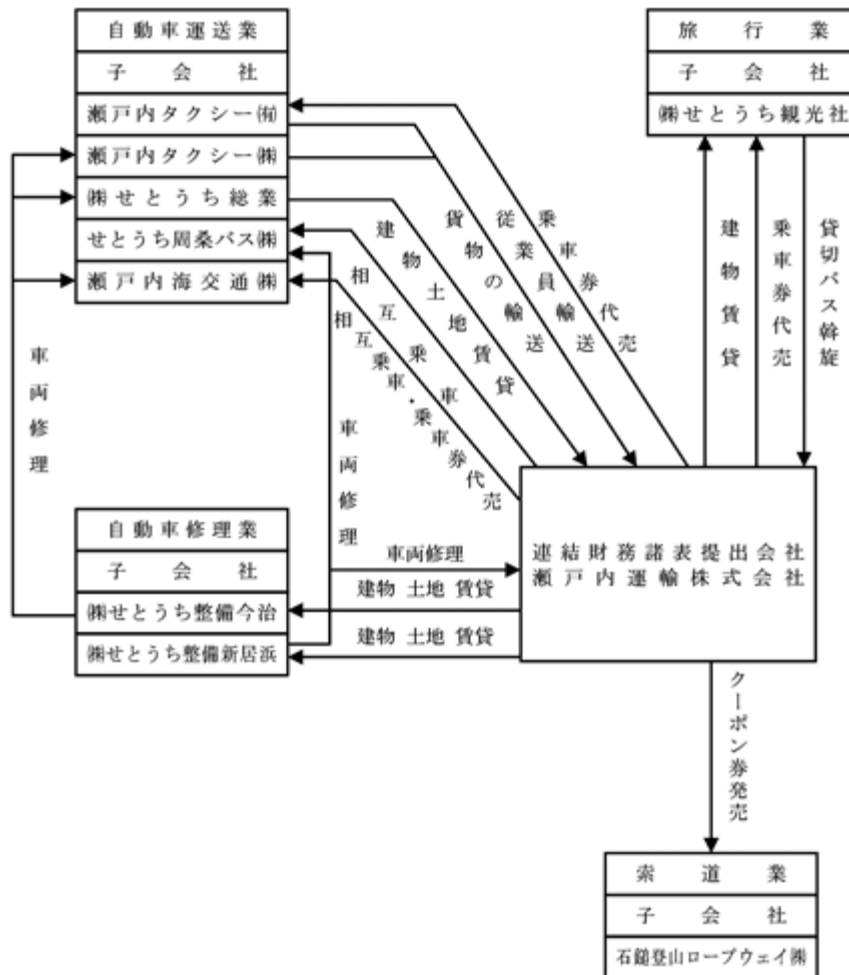 自動車運送業
子会社
瀬戸内タクシー㈲
瀬戸内タクシー㈱
㈱せとうち総業
せとうち周桑バス㈱
瀬戸内海交通㈱
旅行業
子会社
㈱せとうち観光社
乗車券代売
従業員輸送
貨物の輸送
建物土地賃貸
相互乗車
相互乗車・乗車券代売
建物賃貸
乗車券代売
貸切バス斡旋
車両修理
車両修理
自動車修理業
子会社
㈱せとうち整備今治
㈱せとうち整備新居浜
車両修理
建物 土地 賃貸
建物 土地 賃貸
連結財務諸表提出会社
瀬戸内運輸株式会社
クーポン券発売
索道業
子会社
石鎚登山ロープウェイ㈱